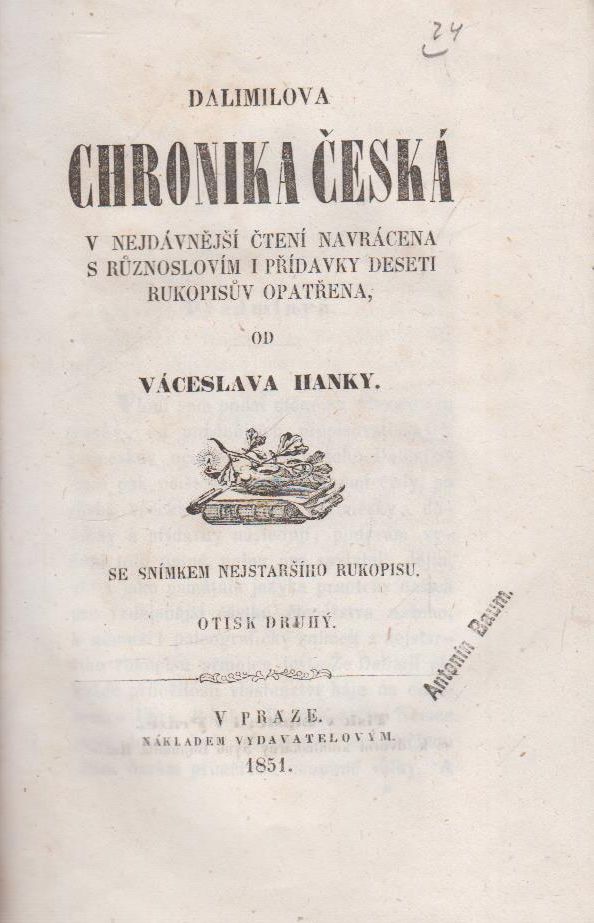 24
DALIMILOVA
CHRONIKA ČESKÁ
V NEJDÁVNĚJŠÍ ČTENÍ NAVRÁCENA
S RŮZNOSLOVÍM I PŘÍDAVKY DESETI
RUKOPISŮV OPATŘENA,
OD
VÁCESLAVA HANKY.
SE SNÍMKEM NEJSTARŠÍHO RUKOPISU.
OTISK DRUHÝ.
Antonín Baum.
V PRAZE.
NÁKLADEM VYDAVATELOVÝM.
1851.